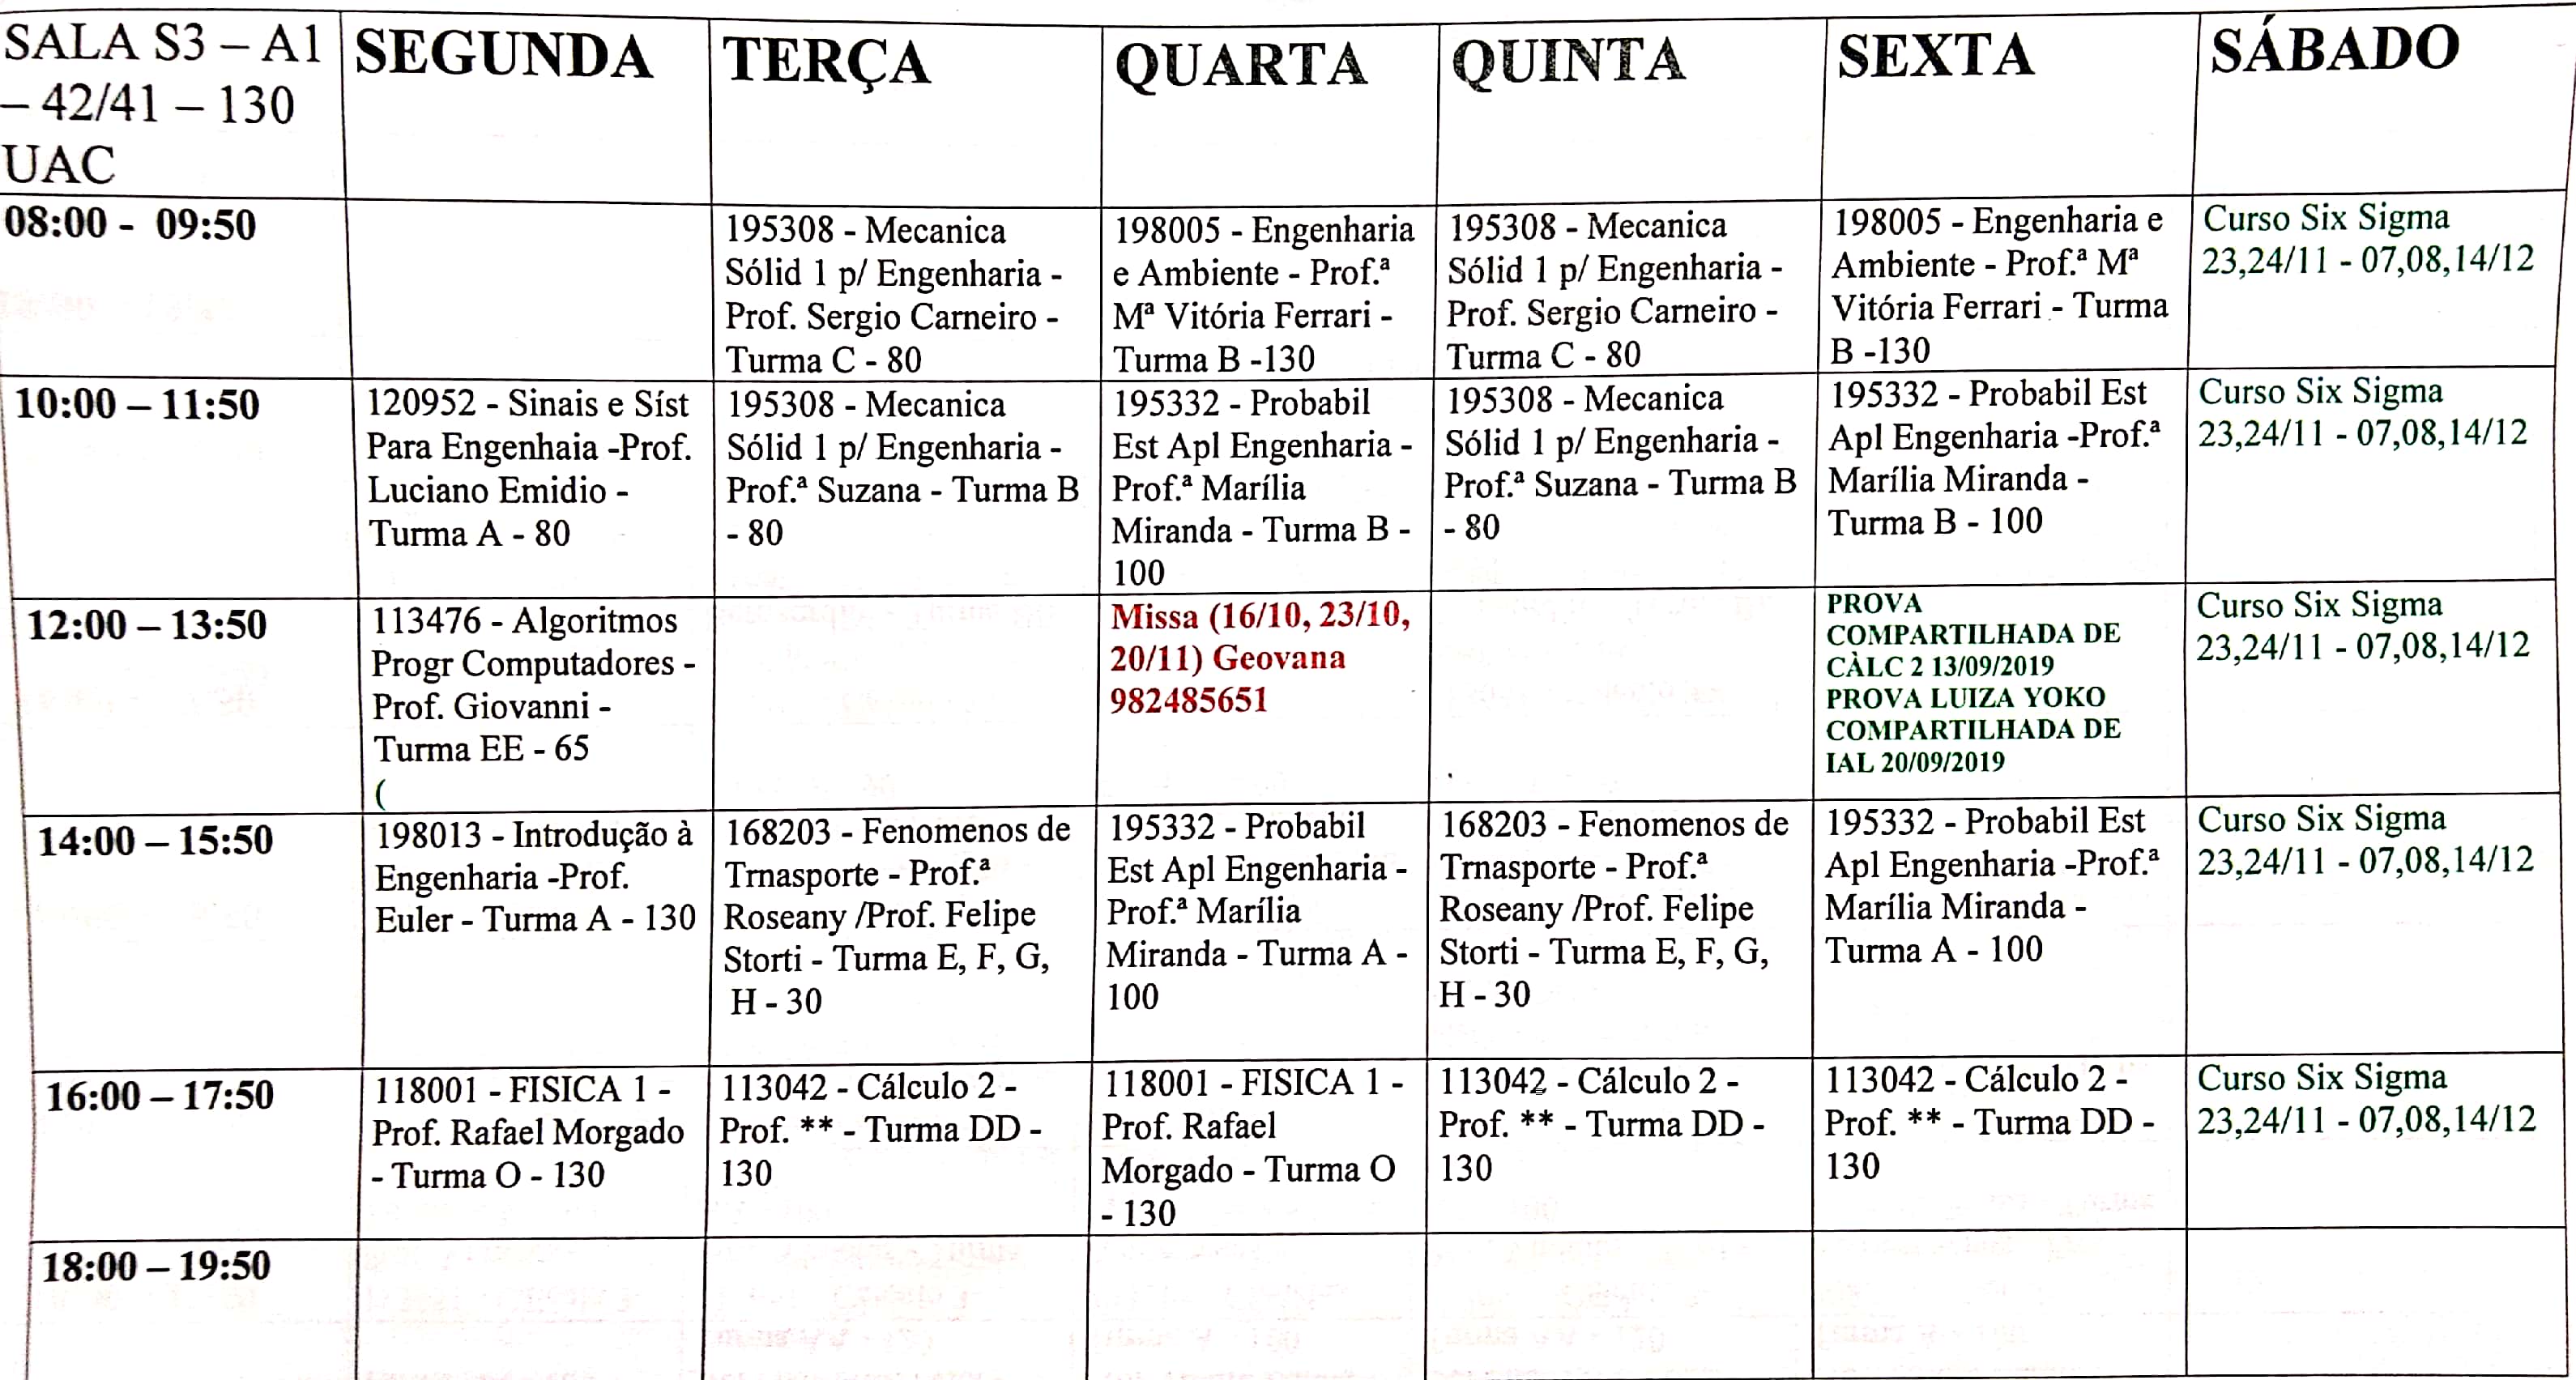 SALA S3 – A1
– 42/41 – 130
UAC
SEGUNDA
TERÇA
QUARTA
QUINTA
SEXTA
SÁBADO
08:00 - 09:50
195308 - Mecanica
Sólid 1 p/ Engenharia -
Prof. Sergio Carneiro -
Turma C - 80
198005 - Engenharia
e Ambiente - Prof.ª
Mª Vitória Ferrari -
Turma B -130
195308 - Mecanica
Sólid 1 p/ Engenharia -
Prof. Sergio Carneiro -
Turma C - 80
198005 - Engenharia e
Ambiente - Prof.ª Mª
Vitória Ferrari - Turma
B -130
Curso Six Sigma
23,24/11 - 07,08,14/12
10:00 – 11:50
120952 - Sinais e Síst
Para Engenhaia -Prof.
Luciano Emidio -
Turma A - 80
195308 - Mecanica
Sólid 1 p/ Engenharia -
Prof.ª Suzana - Turma B
- 80
195332 - Probabil
Est Apl Engenharia -
Prof.ª Marília
Miranda - Turma B -
100
195308 - Mecanica
Sólid 1 p/ Engenharia -
Prof.ª Suzana - Turma B
- 80
195332 - Probabil Est
Apl Engenharia -Prof.ª
Marília Miranda -
Turma B - 100
Curso Six Sigma
23,24/11 - 07,08,14/12
12:00 – 13:50
113476 - Algoritmos
Progr Computadores -
Prof. Giovanni -
Turma EE - 65
(
Missa (16/10, 23/10,
20/11) Geovana
982485651
PROVA
COMPARTILHADA DE
CÀLC 2 13/09/2019
PROVA LUIZA YOKO
COMPARTILHADA DE
IAL 20/09/2019
Curso Six Sigma
23,24/11 - 07,08,14/12
14:00 – 15:50
198013 - Introdução à
Engenharia -Prof.
Euler - Turma A - 130
168203 - Fenomenos de
Trnasporte - Prof.ª
Roseany /Prof. Felipe
Storti - Turma E, F, G,
H - 30
195332 - Probabil
Est Apl Engenharia -
Prof.ª Marília
Miranda - Turma A -
100
168203 - Fenomenos de
Trnasporte - Prof.ª
Roseany /Prof. Felipe
Storti - Turma E, F, G,
H - 30
195332 - Probabil Est
Apl Engenharia -Prof.ª
Marília Miranda -
Turma A - 100
Curso Six Sigma
23,24/11 - 07,08,14/12
16:00 – 17:50
118001 - FISICA 1 -
Prof. Rafael Morgado
- Turma O - 130
113042 - Cálculo 2 -
Prof. ** - Turma DD -
130
118001 - FISICA 1 -
Prof. Rafael
Morgado - Turma O
- 130
113042 - Cálculo 2 -
Prof. ** - Turma DD -
130
113042 - Cálculo 2 -
Prof. ** - Turma DD -
130
Curso Six Sigma
23,24/11 - 07,08,14/12
18:00 – 19:50